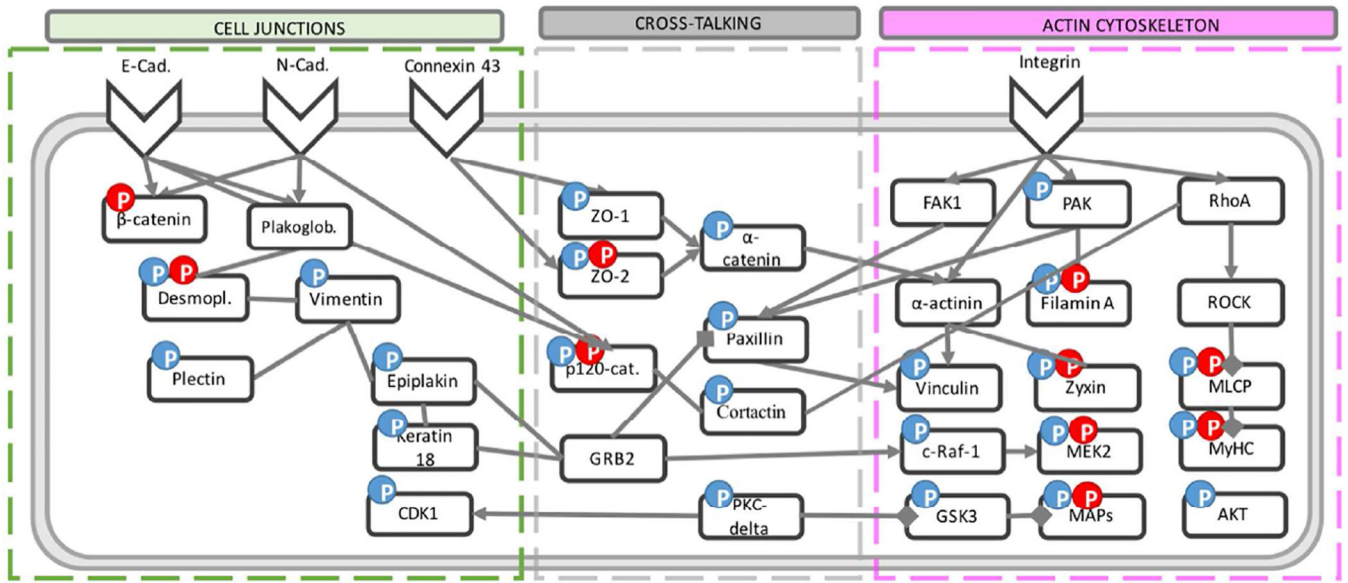 CELL JUNCTIONS
CROSS-TALKING
ACTIN CYTOSKELETON
E-Cad.
N-Cad.
Connexin 43
Integrin
P
β-catenin
Plakoglob.
P
ZO-1
P
α-
catenin
FAK1
P
PAK
RhoA
P P
ZO-2
P P
Desmopl.
P
Vimentin
α-actinin
P P
Filamin A
ROCK
P
Paxillin
P
Plectin
P
Epiplakin
P P
p120-cat.
P
Cortactin
P
Vinculin
P P
Zyxin
P P
MLCP
P
Keratin
18
GRB2
P
c-Raf-1
P P
MEK2
P P
MyHC
P
CDK1
P
PKC-
delta
P
GSK3
P P
MAPs
P
AKT